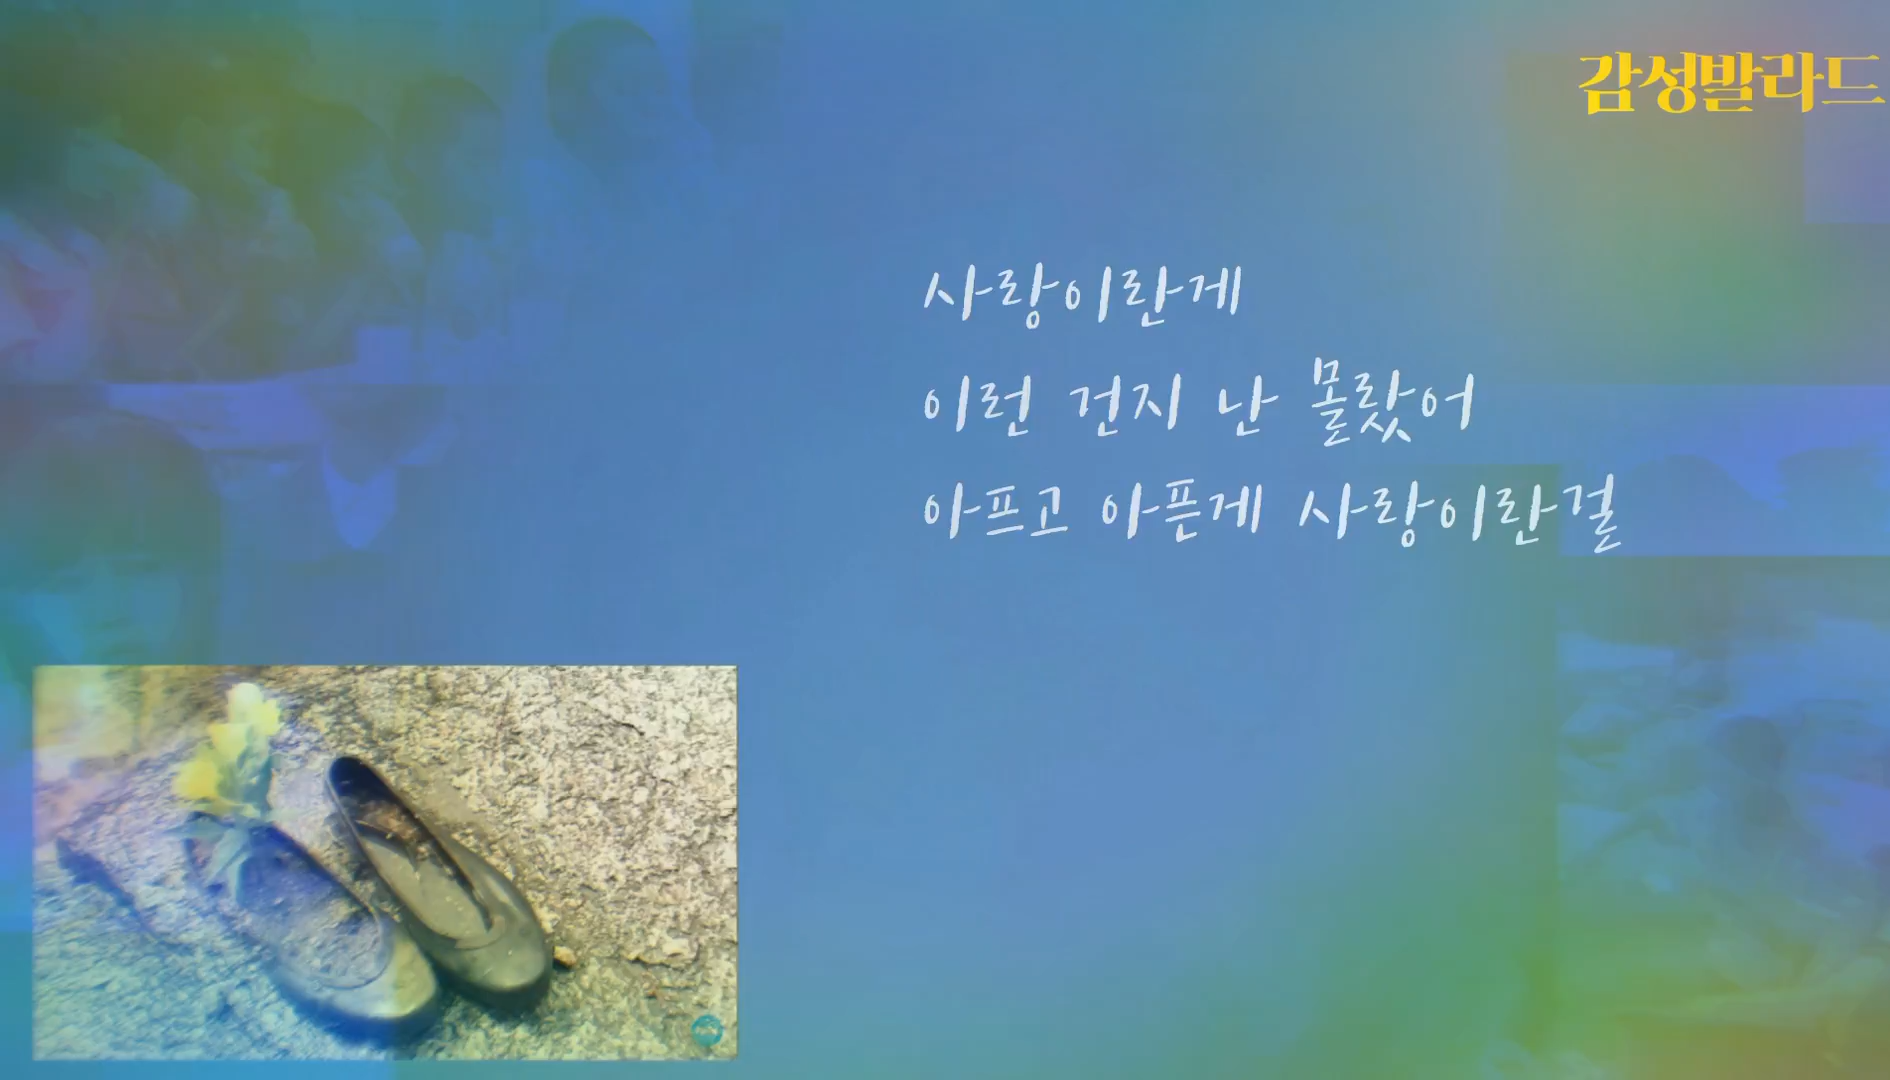 감성발라드
사랑이란게
이런 건지 난 몰랐어
아프고 아픈게 사랑이란걸